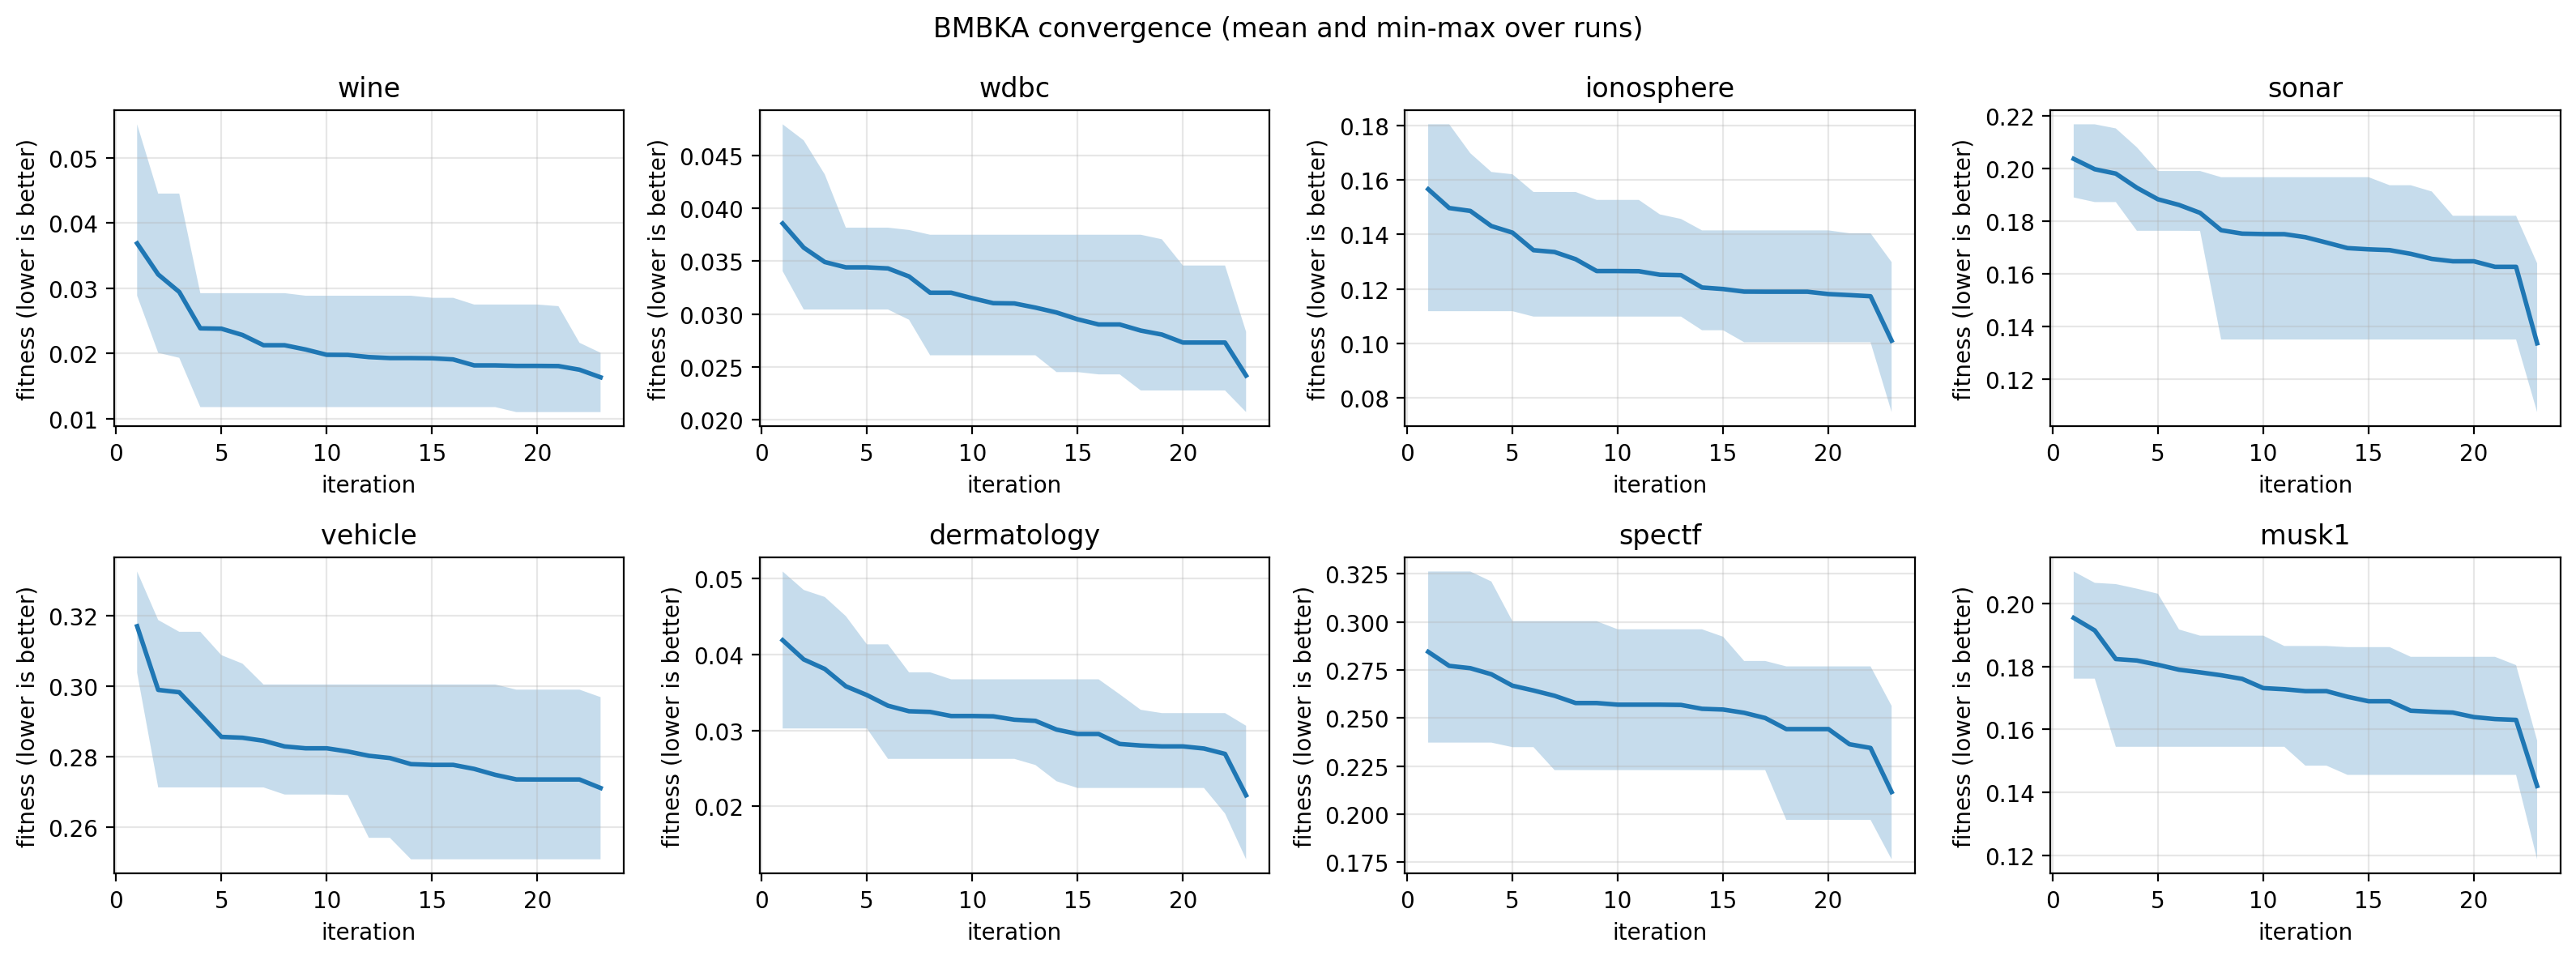 BMBKA convergence (mean and min-max over runs)
wine
fitness (lower is better)
0.05
0.04
0.03
0.02
0.01
0 5 10 15 20
iteration
wdbc
fitness (lower is better)
0.045
0.040
0.035
0.030
0.025
0.020
0 5 10 15 20
iteration
ionosphere
fitness (lower is better)
0.18
0.16
0.14
0.12
0.10
0.08
0 5 10 15 20
iteration
sonar
fitness (lower is better)
0.22
0.20
0.18
0.16
0.14
0.12
0 5 10 15 20
iteration
vehicle
fitness (lower is better)
0.32
0.30
0.28
0.26
0 5 10 15 20
iteration
dermatology
fitness (lower is better)
0.05
0.04
0.03
0.02
0 5 10 15 20
iteration
spectf
fitness (lower is better)
0.325
0.300
0.275
0.250
0.225
0.200
0.175
0 5 10 15 20
iteration
musk1
fitness (lower is better)
0.20
0.18
0.16
0.14
0.12
0 5 10 15 20
iteration